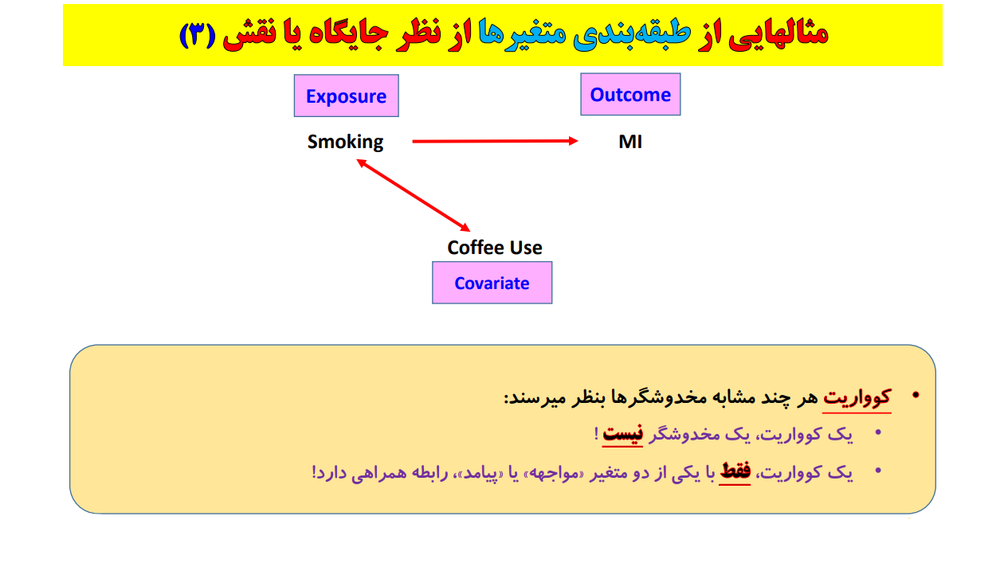 مثالهایی از طبقه‌بندی متغیرها از نظر جایگاه یا نقش (۳)
Exposure
Outcome
Smoking
MI
Coffee Use
Covariate
• کوواریت هر چند مشابه مخدوشگرها بنظر میرسند:
• یک کوواریت، یک مخدوشگر نیست !
• یک کوواریت، فقط با یکی از دو متغیر «مواجهه» یا «پیامد»، رابطه همراهی دارد!